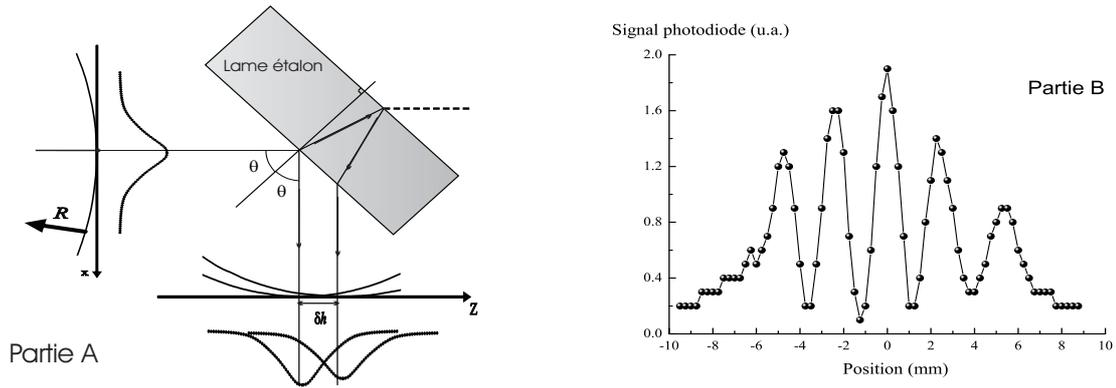 Lame étalon
θ
θ
R
x
Z
δh
Partie A
Signal photodiode (u.a.)
Partie B
2.0
1.6
1.2
0.8
0.4
0.0
-10 -8 -6 -4 -2 0 2 4 6 8 10
Position (mm)